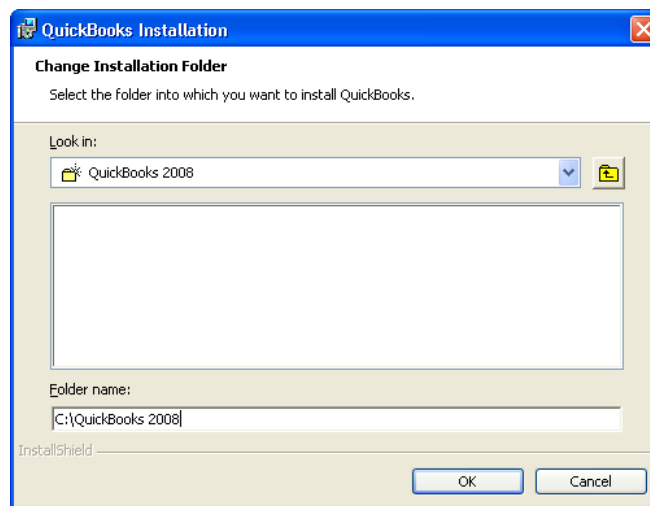 QuickBooks Installation
Change Installation Folder
Select the folder into which you want to install QuickBooks.
Look in:
QuickBooks 2008
Folder name:
C:\QuickBooks 2008
InstallShield
OK Cancel